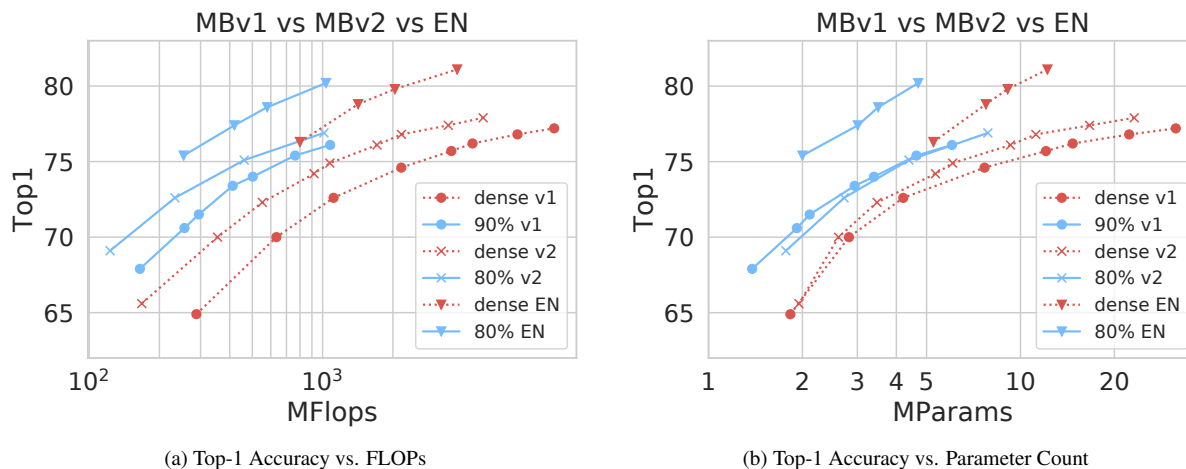 MBv1 vs MBv2 vs EN
Top1
80
75
70
65
10²
10³
MFlops
dense v1
90% v1
dense v2
80% v2
dense EN
80% EN
(a) Top-1 Accuracy vs. FLOPs
MBv1 vs MBv2 vs EN
Top1
80
75
70
65
1 2 3 4 5 10 20
MParams
dense v1
90% v1
dense v2
80% v2
dense EN
80% EN
(b) Top-1 Accuracy vs. Parameter Count